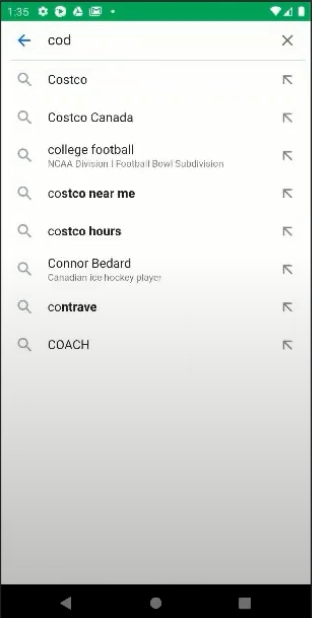 1:35
cod
Costco
Costco Canada
college football
NCAA Division I Football Bowl Subdivision
costco near me
costco hours
Connor Bedard
Canadian ice hockey player
contrave
COACH